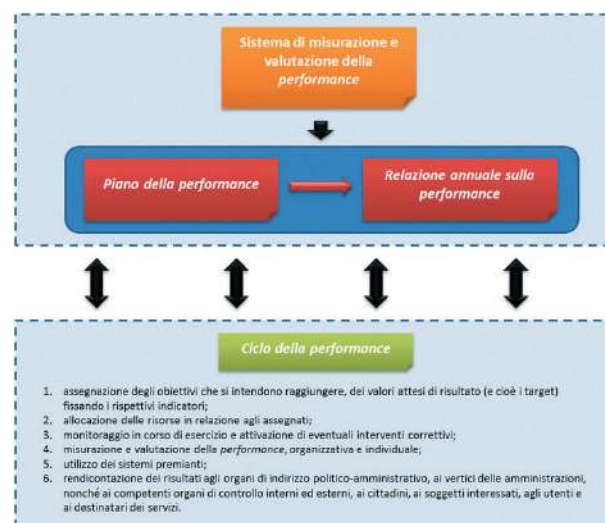 Sistema di misurazione e
valutazione della
performance
Piano della performance
Relazione annuale sulla
performance
Ciclo della performance
1. assegnazione degli obiettivi che si intendono raggiungere, dei valori attesi di risultato (e cioè i target)
fissando i rispettivi indicatori;
2. allocazione delle risorse in relazione agli assegnati;
3. monitoraggio in corso di esercizio e attivazione di eventuali interventi correttivi;
4. misurazione e valutazione della performance, organizzativa e individuale;
5. utilizzo dei sistemi premianti;
6. rendicontazione dei risultati agli organi di indirizzo politico-amministrativo, ai vertici delle amministrazioni,
nonché ai competenti organi di controllo interni ed esterni, ai cittadini, ai soggetti interessati, agli utenti e
ai destinatari dei servizi.